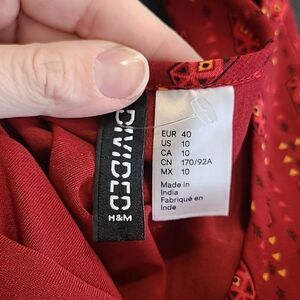 DIVIDED
H&M
EUR 40
US 10
CA 10
CN 170/92A
MX 10
Made in
India
Fabriqué en
Inde